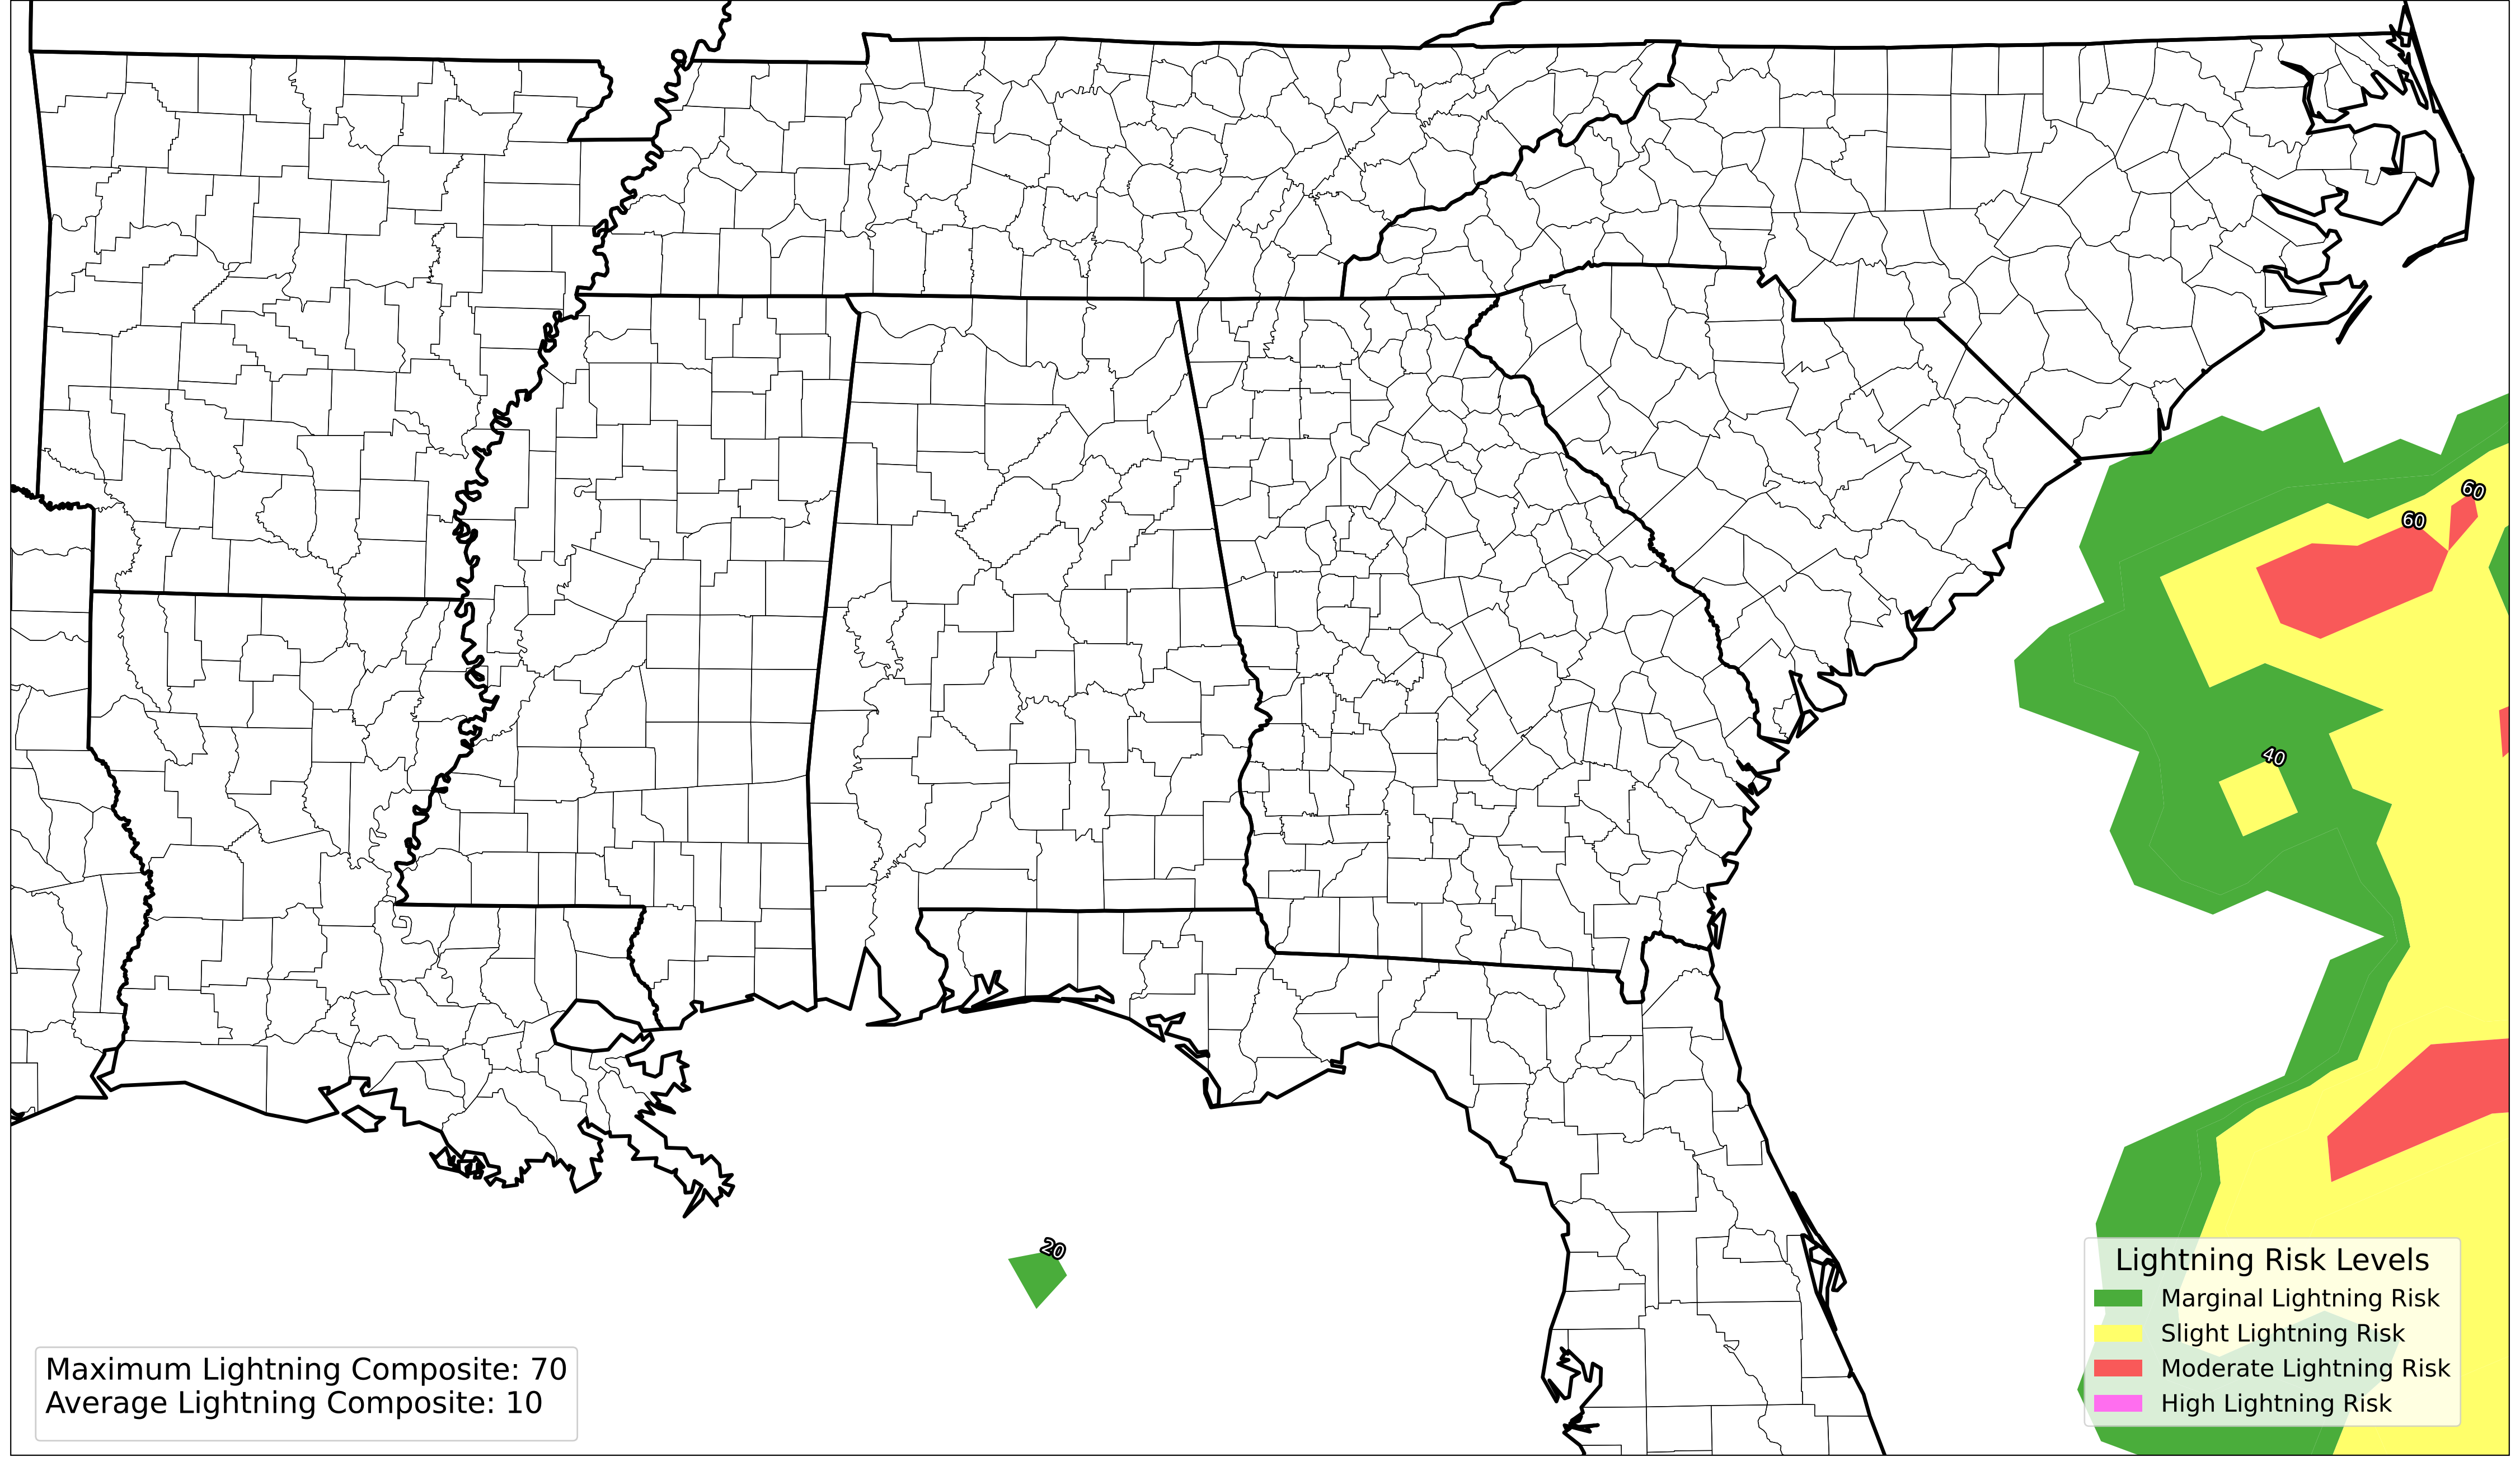 60
60
40
20
Lightning Risk Levels
Marginal Lightning Risk
Slight Lightning Risk
Moderate Lightning Risk
High Lightning Risk
Maximum Lightning Composite: 70
Average Lightning Composite: 10